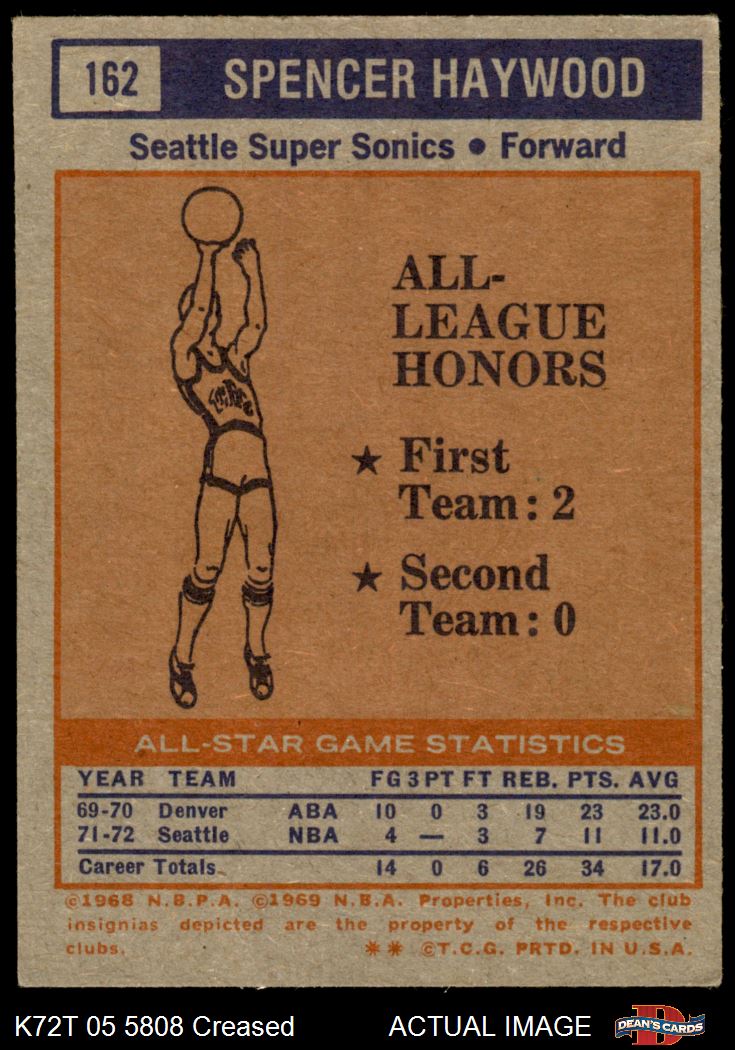 162 SPENCER HAYWOOD
Seattle Super Sonics • Forward
ALL-
LEAGUE
HONORS
★ First
Team: 2
★ Second
Team: 0
ALL-STAR GAME STATISTICS
YEAR TEAM FG 3PT FT REB. PTS. AVG
69-70 Denver ABA 10 0 3 19 23 23.0
71-72 Seattle NBA 4 — 3 7 11 11.0
Career Totals 14 0 6 26 34 17.0
©1968 N.B.P.A. ©1969 N.B.A. Properties, Inc. The club
insignias depicted are the property of the respective
clubs. ** ©T.C.G. PRTD. IN U.S.A.
K72T 05 5808 Creased ACTUAL IMAGE DEAN'S CARDS